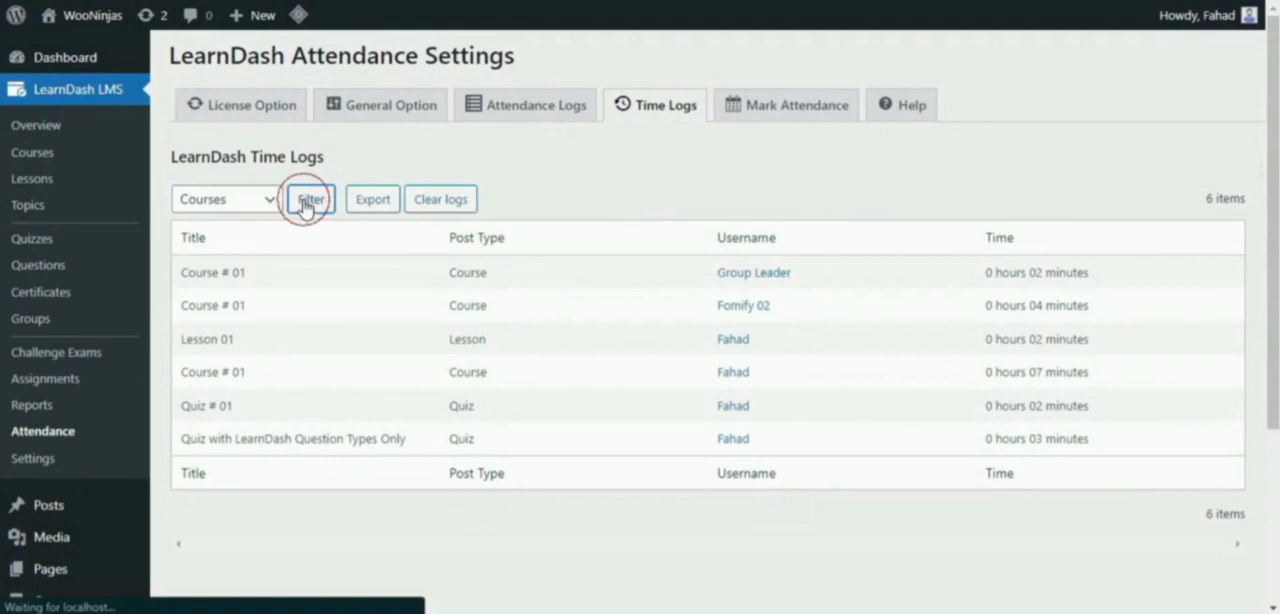 WooNinjas 2 0 + New Howdy, Fahad
Dashboard
LearnDash LMS
Overview
Courses
Lessons
Topics
Quizzes
Questions
Certificates
Groups
Challenge Exams
Assignments
Reports
Attendance
Settings
Posts
Media
Pages
LearnDash Attendance Settings
License Option General Option Attendance Logs Time Logs Mark Attendance Help
LearnDash Time Logs
Courses Filter Export Clear logs 6 items
Title Post Type Username Time
Course # 01 Course Group Leader 0 hours 02 minutes
Course # 01 Course Fomify 02 0 hours 04 minutes
Lesson 01 Lesson Fahad 0 hours 02 minutes
Course # 01 Course Fahad 0 hours 07 minutes
Quiz # 01 Quiz Fahad 0 hours 02 minutes
Quiz with LearnDash Question Types Only Quiz Fahad 0 hours 03 minutes
Title Post Type Username Time
6 items
Waiting for localhost...